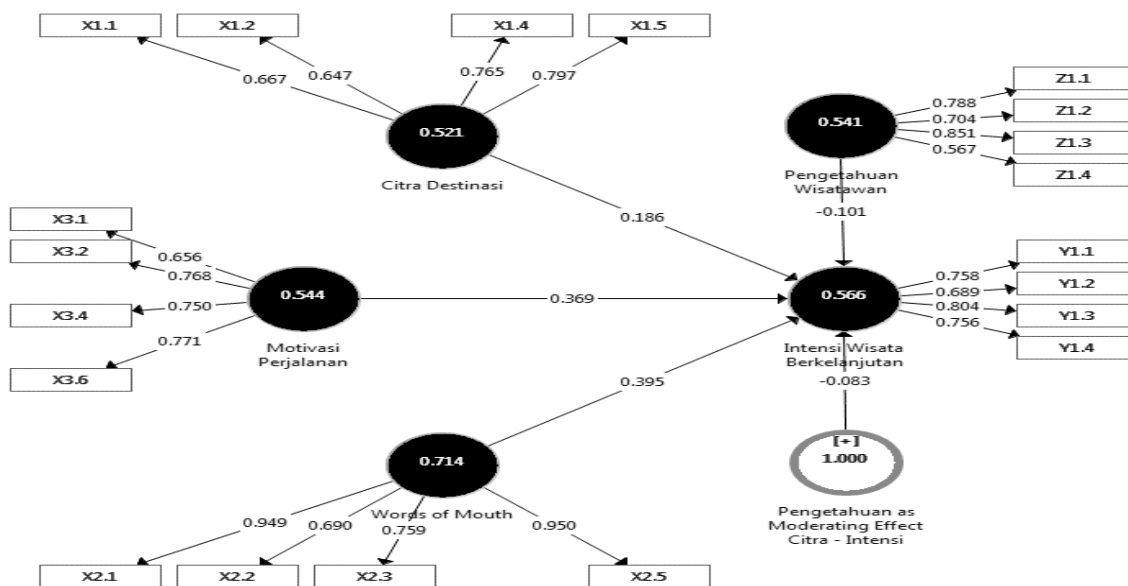 X1.1 X1.2 X1.4 X1.5
0.667 0.647 0.765 0.797
0.521
Citra Destinasi
0.186
0.541
Pengetahuan
Wisatawan
-0.101
Z1.1
0.788
Z1.2
0.704
Z1.3
0.851
Z1.4
0.567
X3.1
0.656
X3.2
0.768
X3.4
0.750
X3.6
0.771
0.544
Motivasi
Perjalanan
0.369
0.566
Intensi Wisata
Berkelanjutan
Y1.1
0.758
Y1.2
0.689
Y1.3
0.804
Y1.4
0.756
0.395
-0.083
[+]
1.000
Pengetahuan as
Moderating Effect
Citra - Intensi
0.714
Words of Mouth
0.949 0.690 0.759 0.950
X2.1 X2.2 X2.3 X2.5